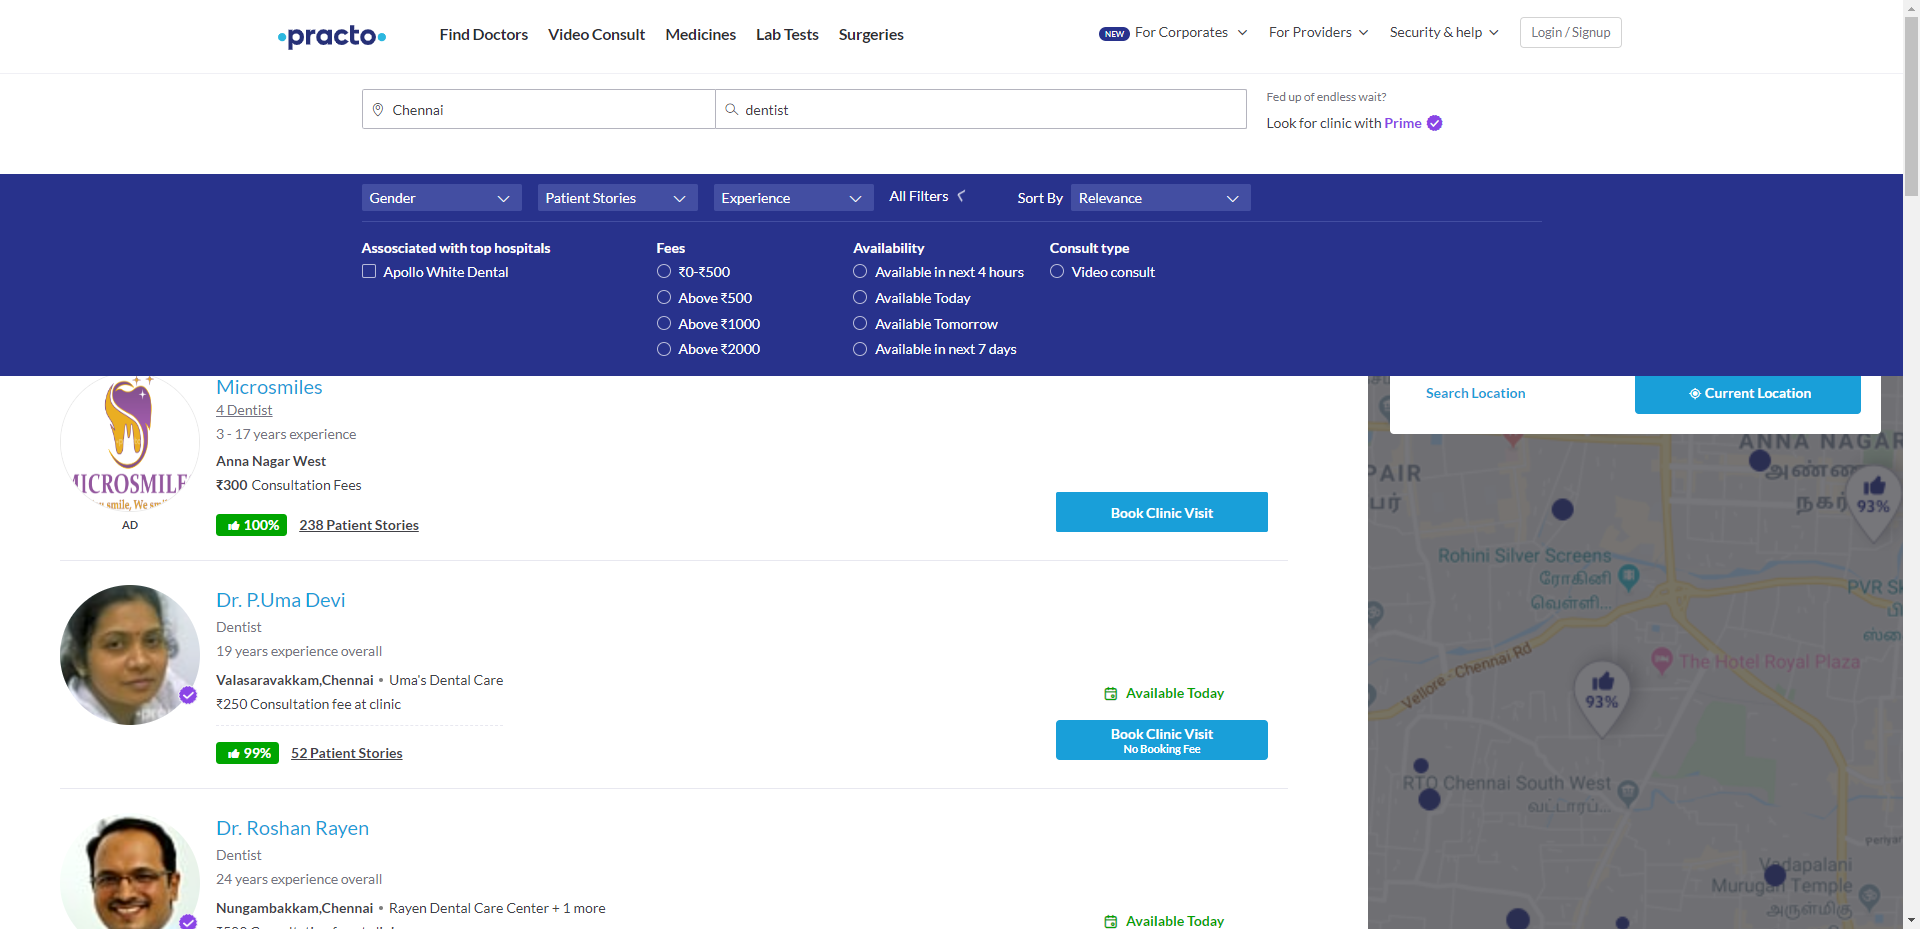 practo
Find Doctors
Video Consult
Medicines
Lab Tests
Surgeries
NEW For Corporates
For Providers
Security & help
Login / Signup
Chennai
dentist
Fed up of endless wait?
Look for clinic with Prime
Gender
Patient Stories
Experience
All Filters
Sort By
Relevance
Assosciated with top hospitals
Apollo White Dental
Fees
₹0-₹500
Above ₹500
Above ₹1000
Above ₹2000
Availability
Available in next 4 hours
Available Today
Available Tomorrow
Available in next 7 days
Consult type
Video consult
MICROSMILE
AD
Microsmiles
4 Dentist
3 - 17 years experience
Anna Nagar West
₹300 Consultation Fees
100%
238 Patient Stories
Book Clinic Visit
Dr. P.Uma Devi
Dentist
19 years experience overall
Valasaravakkam,Chennai • Uma's Dental Care
₹250 Consultation fee at clinic
99%
52 Patient Stories
Available Today
Book Clinic Visit
No Booking Fee
Dr. Roshan Rayen
Dentist
24 years experience overall
Nungambakkam,Chennai • Rayen Dental Care Center + 1 more
Available Today
Search Location
Current Location
ANNA NAGAR
அண்ணா
நகர்
93%
Rohini Silver Screens
ரோகினி
வெள்ளி...
PVR
The Hotel Royal Plaza
Vellore - Chennai Rd
93%
RTO Chennai South West
வட்டாரப்...
Vadapalani
Murugan Temple
அருள்மிகு